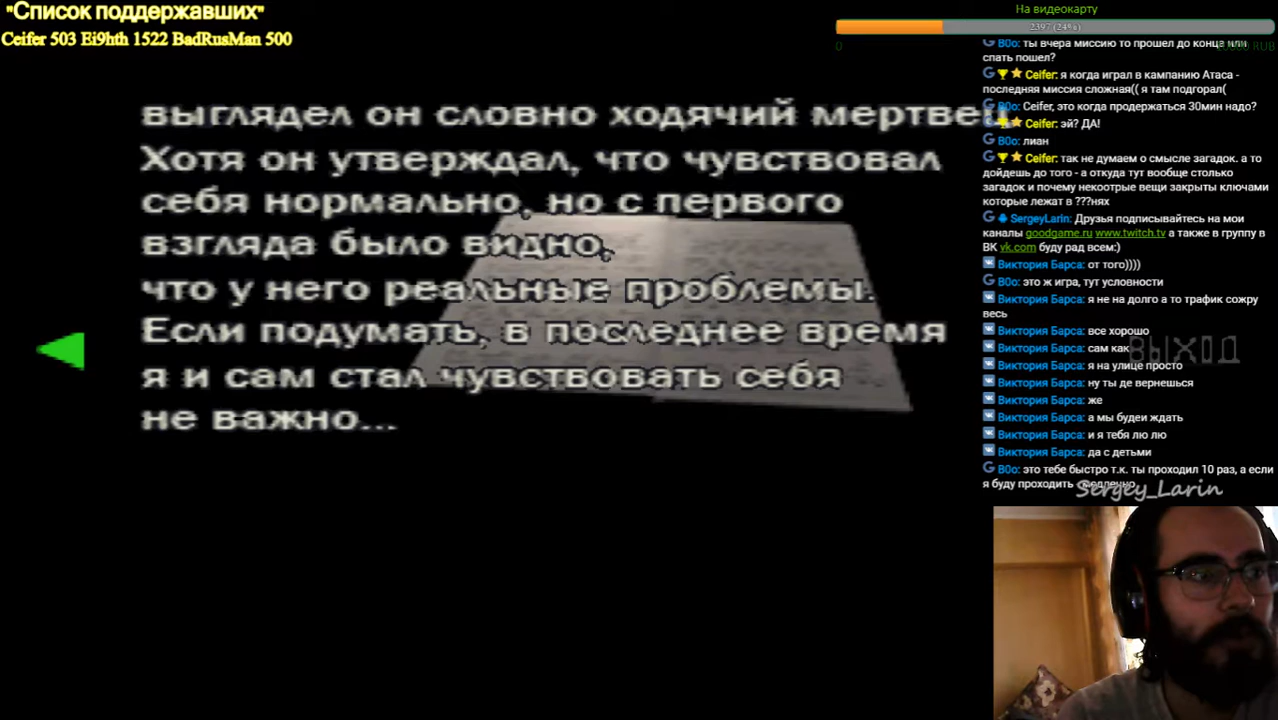 "Список поддержавших"
Ceifer 503 Ei9hth 1522 BadRusMan 500
На видеокарту
2397 (24%)
0
10000 RUB
выглядел он словно ходячий мертвец
Хотя он утверждал, что чувствовал
себя нормально, но с первого
взгляда было видно,
что у него реальные проблемы.
Если подумать, в последнее время
я и сам стал чувствовать себя
не важно...
B0o: ты вчера миссию то прошел до конца или
спать пошел?
Ceifer: я когда играл в кампанию Атаса -
последняя миссия сложная(( я там подгорал(
B0o: Ceifer, это когда продержаться 30мин надо?
Ceifer: эй? ДА!
B0o: лиан
Ceifer: так не думаем о смысле загадок. а то
дойдешь до того - а откуда тут вообще столько
загадок и почему некоотрые вещи закрыты ключами
которые лежат в ???нях
SergeyLarin: Друзья подписывайтесь на мои
каналы goodgame.ru www.twitch.tv а также в группу в
ВК vk.com буду рад всем:)
Виктория Барса: от того))))
B0o: это ж игра, тут условности
Виктория Барса: я не на долго а то трафик сожру
весь
Виктория Барса: все хорошо
Виктория Барса: сам как
Виктория Барса: я на улице просто
Виктория Барса: ну ты де вернешься
Виктория Барса: же
Виктория Барса: а мы будеи ждать
Виктория Барса: и я тебя лю лю
Виктория Барса: да с детьми
B0o: это тебе быстро т.к. ты проходил 10 раз, а если
я буду проходить - медленно
ВЫХОД
Sergey_Larin